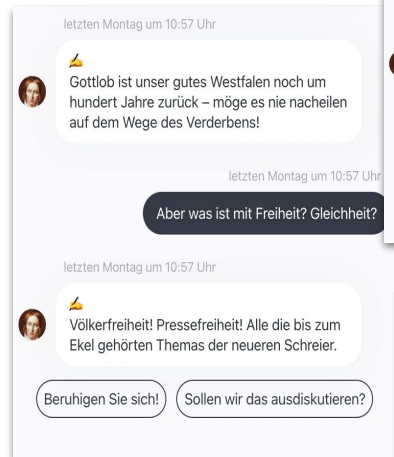 letzten Montag um 10:57 Uhr
✍️
Gottlob ist unser gutes Westfalen noch um
hundert Jahre zurück – möge es nie nacheilen
auf dem Wege des Verderbens!
letzten Montag um 10:57 Uhr
Aber was ist mit Freiheit? Gleichheit?
letzten Montag um 10:57 Uhr
✍️
Völkerfreiheit! Pressefreiheit! Alle die bis zum
Ekel gehörten Themas der neueren Schreier.
Beruhigen Sie sich! Sollen wir das ausdiskutieren?